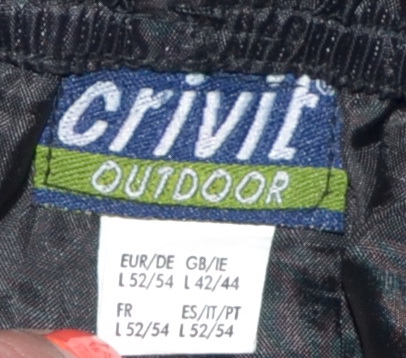 crivit®
OUTDOOR
EUR/DE GB/IE
L 52/54 L 42/44
FR ES/IT/PT
L 52/54 L 52/54